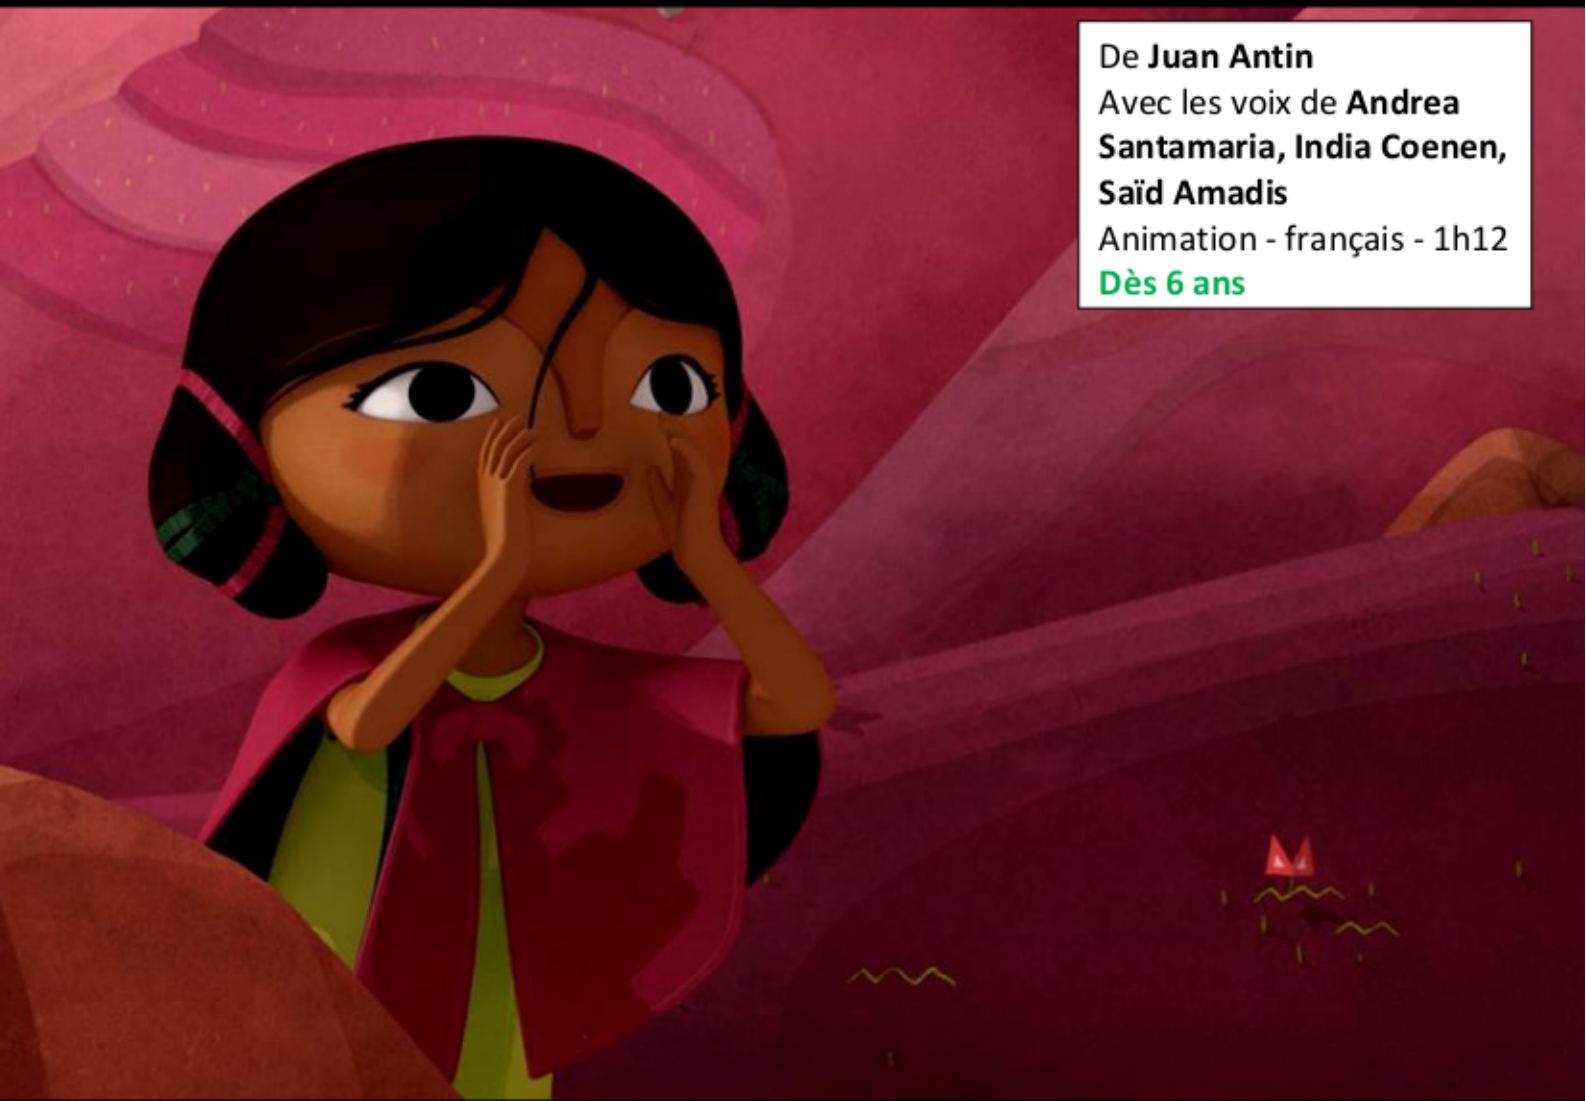 De Juan Antin
Avec les voix de Andrea
Santamaria, India Coenen,
Saïd Amadis
Animation - français - 1h12
Dès 6 ans